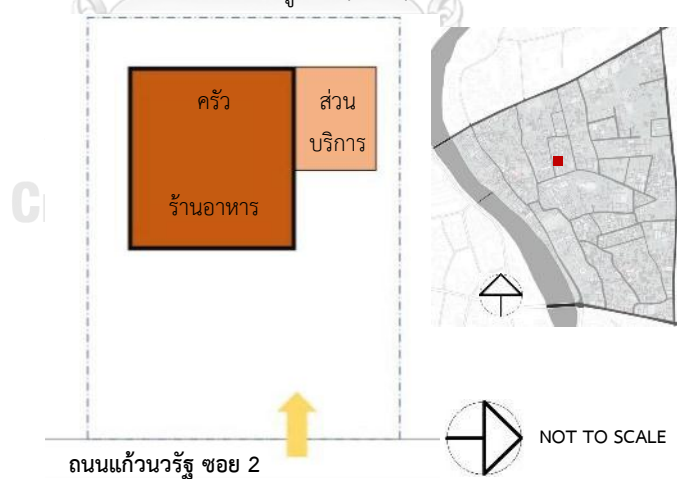 ครัว
ส่วน
บริการ
ร้านอาหาร
NOT TO SCALE
ถนนแก้วนวรัฐ ซอย 2